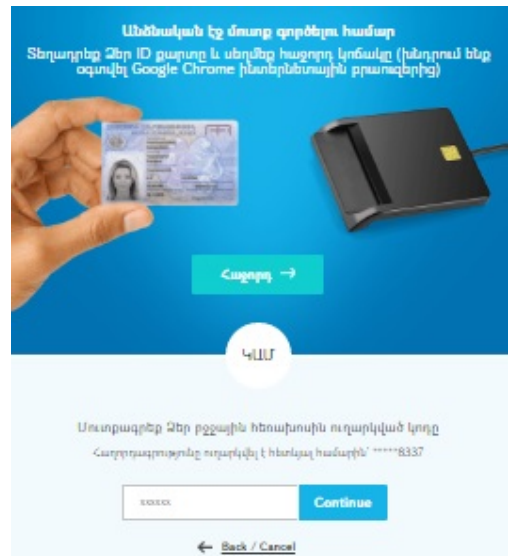 Անձնական էջ մուտք գործելու համար
Տեղադրեք Ձեր ID քարտը և սեղմեք հաջորդ կոճակը (խնդրում ենք
օգտվել Google Chrome ինտերնետային բրաուզերից)
Հաջորդ →
ԿԱՄ
Մուտքագրեք Ձեր բջջային հեռախոսին ուղարկված կոդը
Հաղորդագրությունը ուղարկվել է հետևյալ համարին՝ *****8337
xxxxxx
Continue
← Back / Cancel